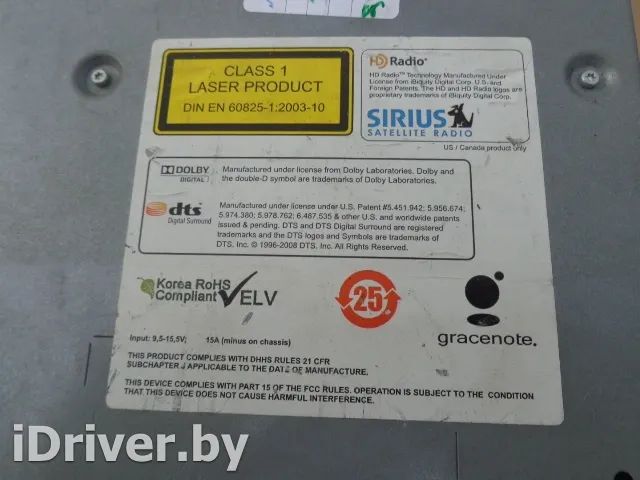 CLASS 1
LASER PRODUCT
DIN EN 60825-1:2003-10
HD Radio
HD Radio™ Technology Manufactured Under
License from iBiquity Digital Corp. U.S. and
Foreign Patents. The HD and HD Radio logos are
proprietary trademarks of iBiquity Digital Corp.
SIRIUS
SATELLITE RADIO
US / Canada product only
DOLBY
DIGITAL
Manufactured under license from Dolby Laboratories. Dolby and
the double-D symbol are trademarks of Dolby Laboratories.
dts
Digital Surround
Manufactured under license under U.S. Patent #5.451.942; 5.956.674;
5.974.380; 5.978.762; 6.487.535 & other U.S. and worldwide patents
issued & pending. DTS and DTS Digital Surround are registered
trademarks and the DTS logos and Symbols are trademarks of
DTS, Inc. © 1996-2008 DTS, Inc. All Rights Reserved.
Korea RoHS
Compliant
ELV
25
gracenote.
Input: 9,5-15,5V; 15A (minus on chassis)
THIS PRODUCT COMPLIES WITH DHHS RULES 21 CFR
SUBCHAPTER J APPLICABLE TO THE DATE OF MANUFACTURE.
THIS DEVICE COMPLIES WITH PART 15 OF THE FCC RULES. OPERATION IS SUBJECT TO THE CONDITION
THAT THIS DEVICE DOES NOT CAUSE HARMFUL INTERFERENCE.
iDriver.by